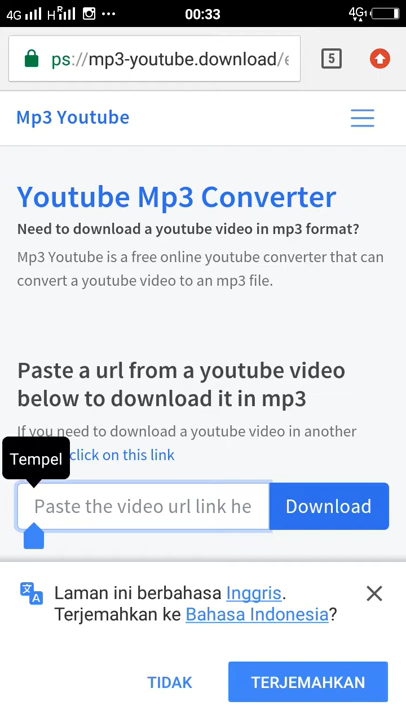 4G H R 00:33 4G1
5
ps://mp3-youtube.download/e
Mp3 Youtube
Youtube Mp3 Converter
Need to download a youtube video in mp3 format?
Mp3 Youtube is a free online youtube converter that can
convert a youtube video to an mp3 file.
Paste a url from a youtube video
below to download it in mp3
If you need to download a youtube video in another
click on this link
Tempel
Paste the video url link he
Download
Laman ini berbahasa Inggris.
Terjemahkan ke Bahasa Indonesia?
TIDAK
TERJEMAHKAN